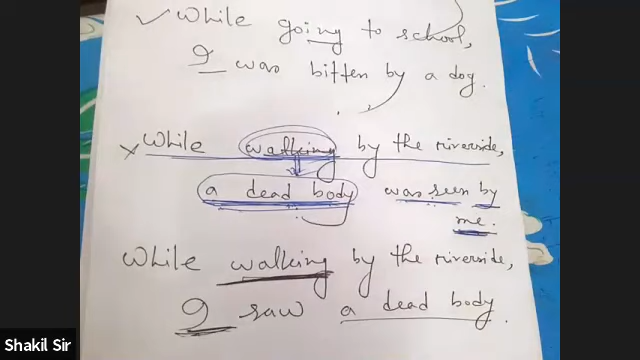 While going to school,
I was bitten by a dog.
While walking by the riverside,
a dead body was seen by
me.
While walking by the riverside,
I saw a dead body.
Shakil Sir